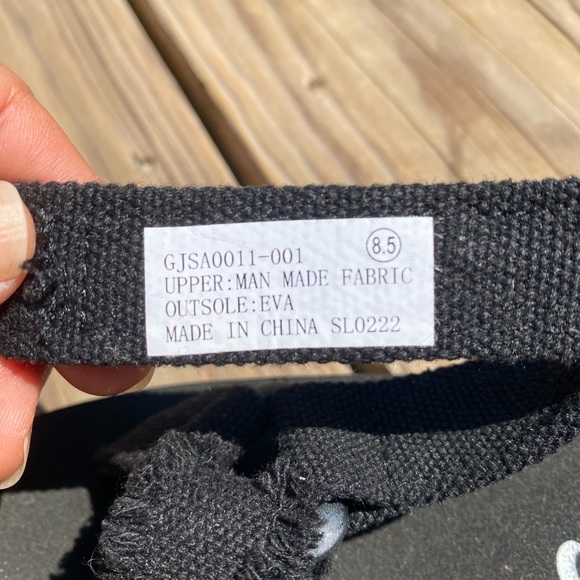 GJSA0011-001 8.5
UPPER:MAN MADE FABRIC
OUTSOLE:EVA
MADE IN CHINA SL0222